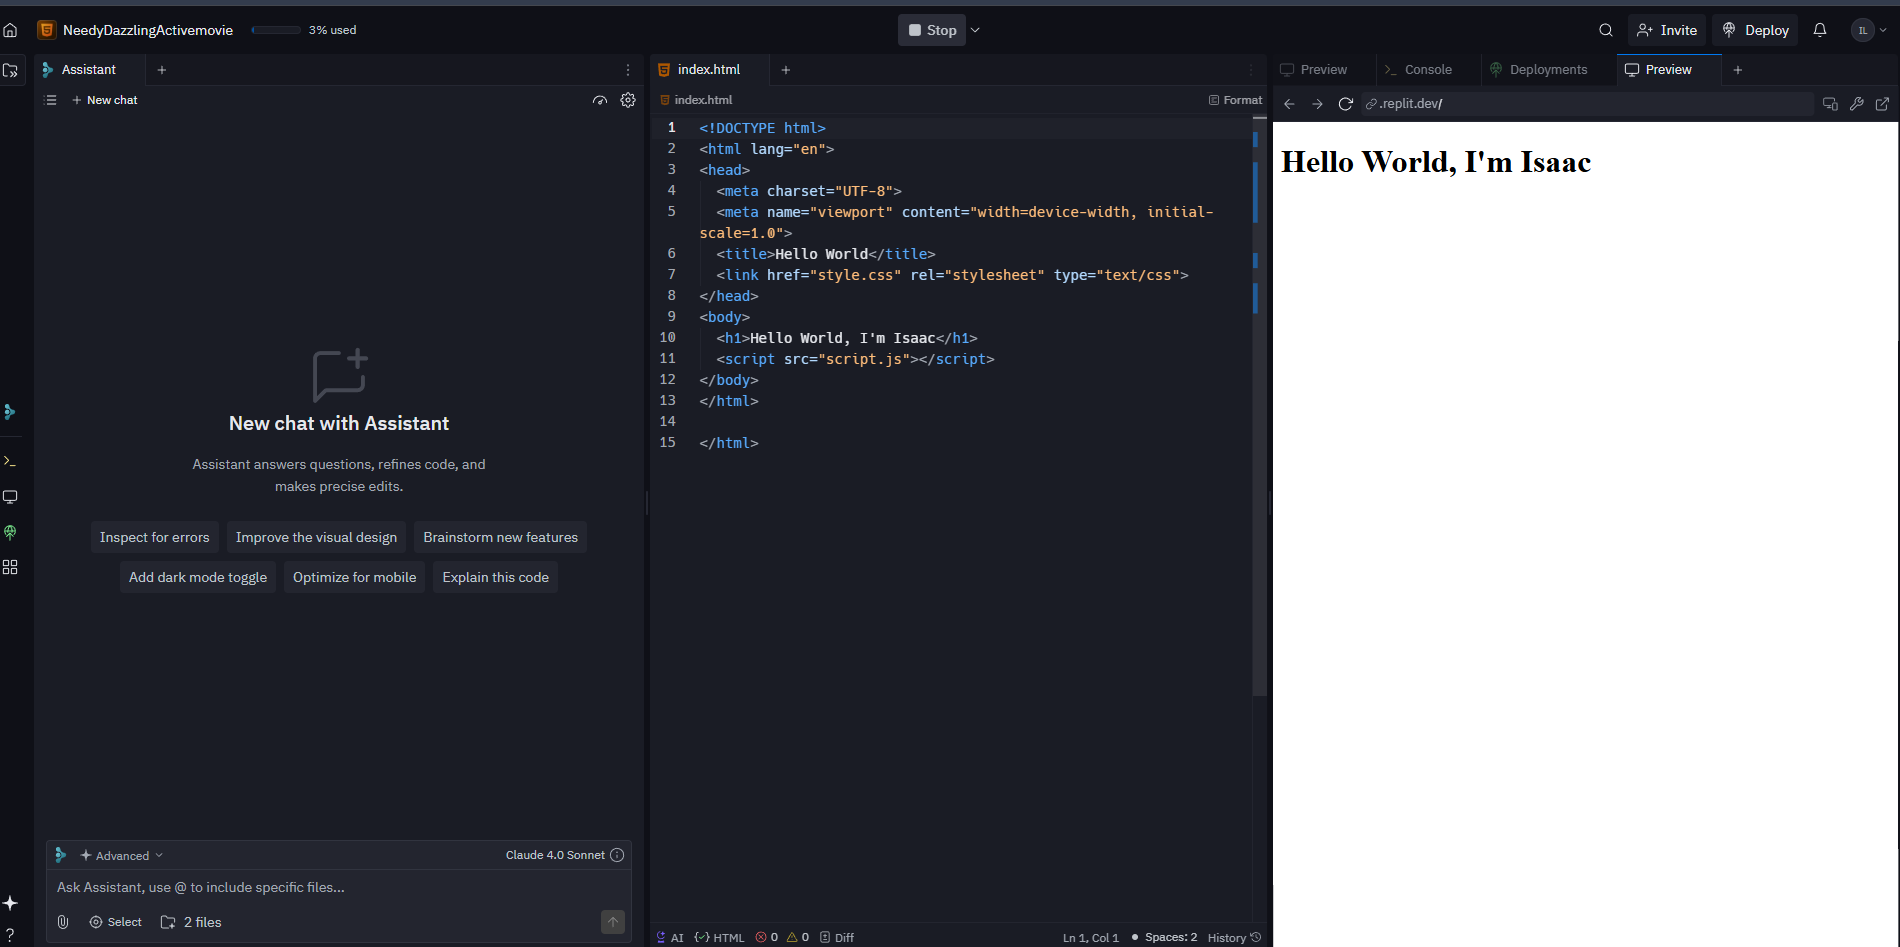 NeedyDazzlingActivemovie
3% used
Stop
Invite
Deploy
IL
Assistant
New chat
New chat with Assistant
Assistant answers questions, refines code, and
makes precise edits.
Inspect for errors
Improve the visual design
Brainstorm new features
Add dark mode toggle
Optimize for mobile
Explain this code
Advanced
Claude 4.0 Sonnet
Ask Assistant, use @ to include specific files...
Select
2 files
?
index.html
index.html
Format
1 <!DOCTYPE html>
2 <html lang="en">
3 <head>
4 <meta charset="UTF-8">
5 <meta name="viewport" content="width=device-width, initial-
scale=1.0">
6 <title>Hello World</title>
7 <link href="style.css" rel="stylesheet" type="text/css">
8 </head>
9 <body>
10 <h1>Hello World, I'm Isaac</h1>
11 <script src="script.js"></script>
12 </body>
13 </html>
14
15 </html>
AI
HTML
0
0
Diff
Ln 1, Col 1
Spaces: 2
History
Preview
Console
Deployments
Preview
.replit.dev/
Hello World, I'm Isaac